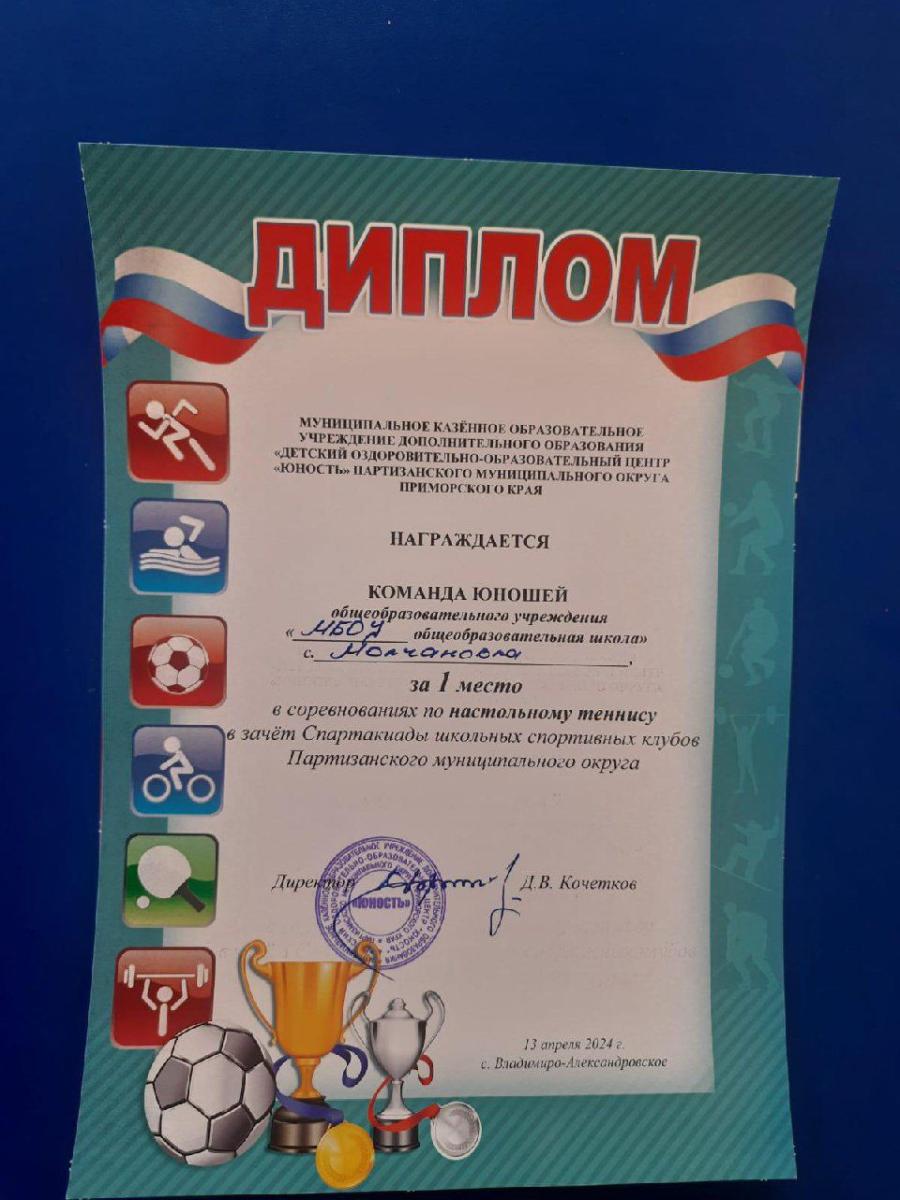 ДИПЛОМ
МУНИЦИПАЛЬНОЕ КАЗЁННОЕ ОБРАЗОВАТЕЛЬНОЕ
УЧРЕЖДЕНИЕ ДОПОЛНИТЕЛЬНОГО ОБРАЗОВАНИЯ
«ДЕТСКИЙ ОЗДОРОВИТЕЛЬНО-ОБРАЗОВАТЕЛЬНЫЙ ЦЕНТР
«ЮНОСТЬ» ПАРТИЗАНСКОГО МУНИЦИПАЛЬНОГО ОКРУГА
ПРИМОРСКОГО КРАЯ
НАГРАЖДАЕТСЯ
КОМАНДА ЮНОШЕЙ
общеобразовательного учреждения
«МБОУ общеобразовательная школа»
с. Молчановка,
за 1 место
в соревнованиях по настольному теннису
в зачёт Спартакиады школьных спортивных клубов
Партизанского муниципального округа
Директор Д.В. Кочетков
«ЮНОСТЬ»
13 апреля 2024 г.
с. Владимиро-Александровское